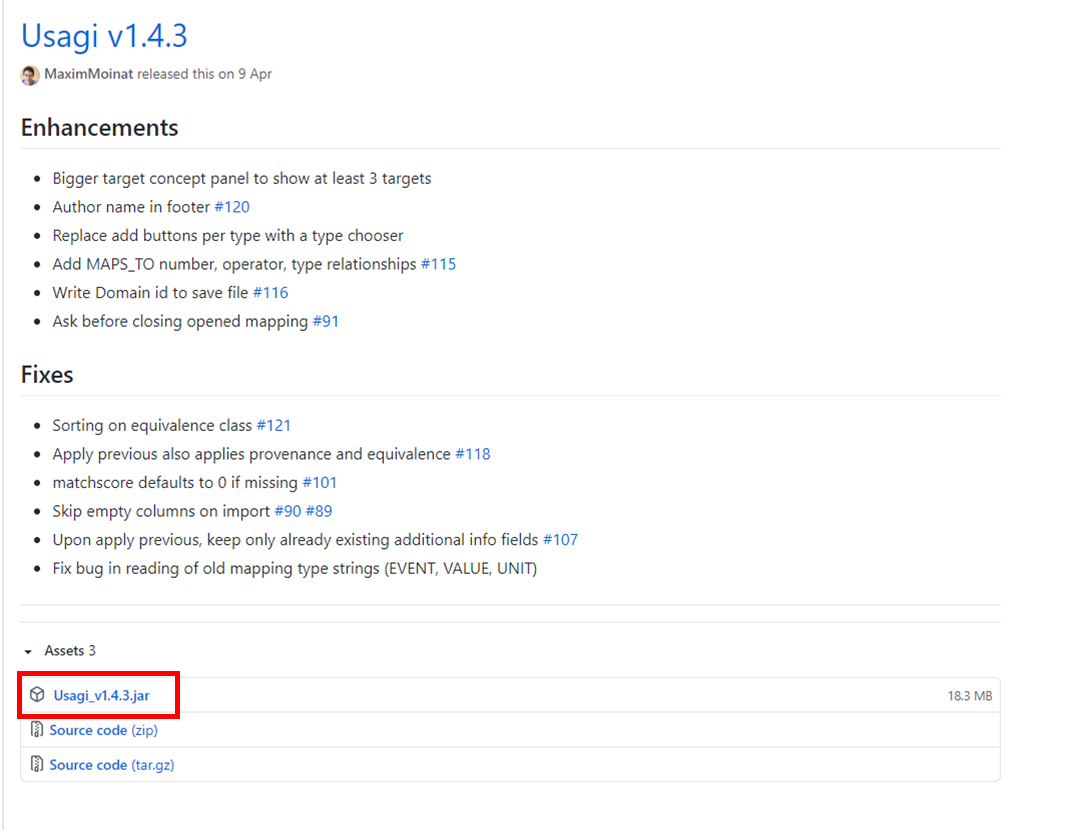 Usagi v1.4.3
MaximMoinat released this on 9 Apr
Enhancements
Bigger target concept panel to show at least 3 targets
Author name in footer #120
Replace add buttons per type with a type chooser
Add MAPS_TO number, operator, type relationships #115
Write Domain id to save file #116
Ask before closing opened mapping #91
Fixes
Sorting on equivalence class #121
Apply previous also applies provenance and equivalence #118
matchscore defaults to 0 if missing #101
Skip empty columns on import #90 #89
Upon apply previous, keep only already existing additional info fields #107
Fix bug in reading of old mapping type strings (EVENT, VALUE, UNIT)
Assets 3
Usagi_v1.4.3.jar 18.3 MB
Source code (zip)
Source code (tar.gz)